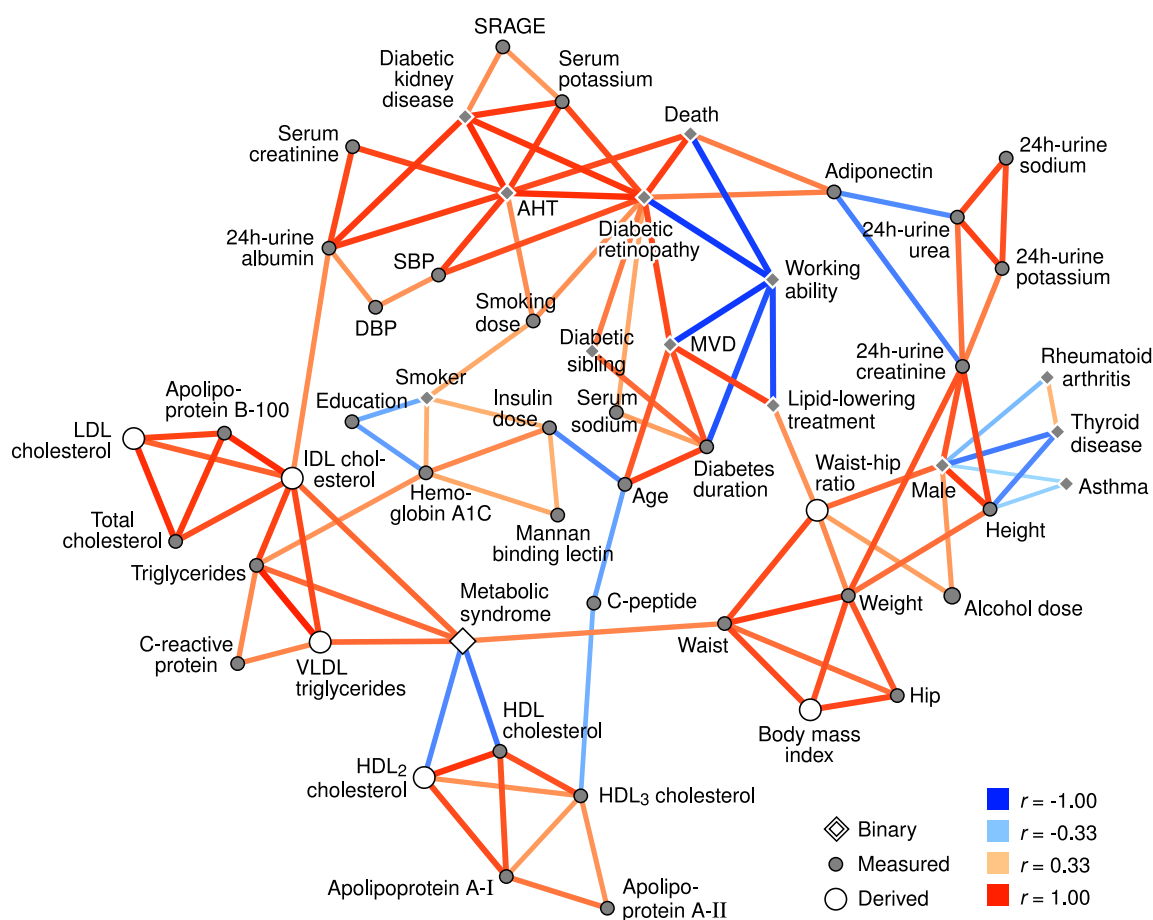 SRAGE
Diabetic
kidney
disease
Serum
potassium
Death
Serum
creatinine
24h-urine
sodium
Adiponectin
AHT
24h-urine
urea
Diabetic
retinopathy
24h-urine
albumin
SBP
24h-urine
potassium
Working
ability
DBP
Smoking
dose
Diabetic
sibling
MVD
24h-urine
creatinine
Rheumatoid
arthritis
Apolipo-
protein B-100
Education
Smoker
Insulin
dose
Serum
sodium
Lipid-lowering
treatment
Thyroid
disease
LDL
cholesterol
IDL chol-
esterol
Hemo-
globin A1C
Age
Diabetes
duration
Waist-hip
ratio
Male
Asthma
Height
Total
cholesterol
Mannan
binding lectin
Triglycerides
Metabolic
syndrome
C-peptide
Weight
Alcohol dose
Waist
C-reactive
protein
VLDL
triglycerides
Hip
Body mass
index
HDL
cholesterol
HDL2
cholesterol
HDL3 cholesterol
Apolipoprotein A-I
Apolipo-
protein A-II
Binary
Measured
Derived
r = -1.00
r = -0.33
r = 0.33
r = 1.00